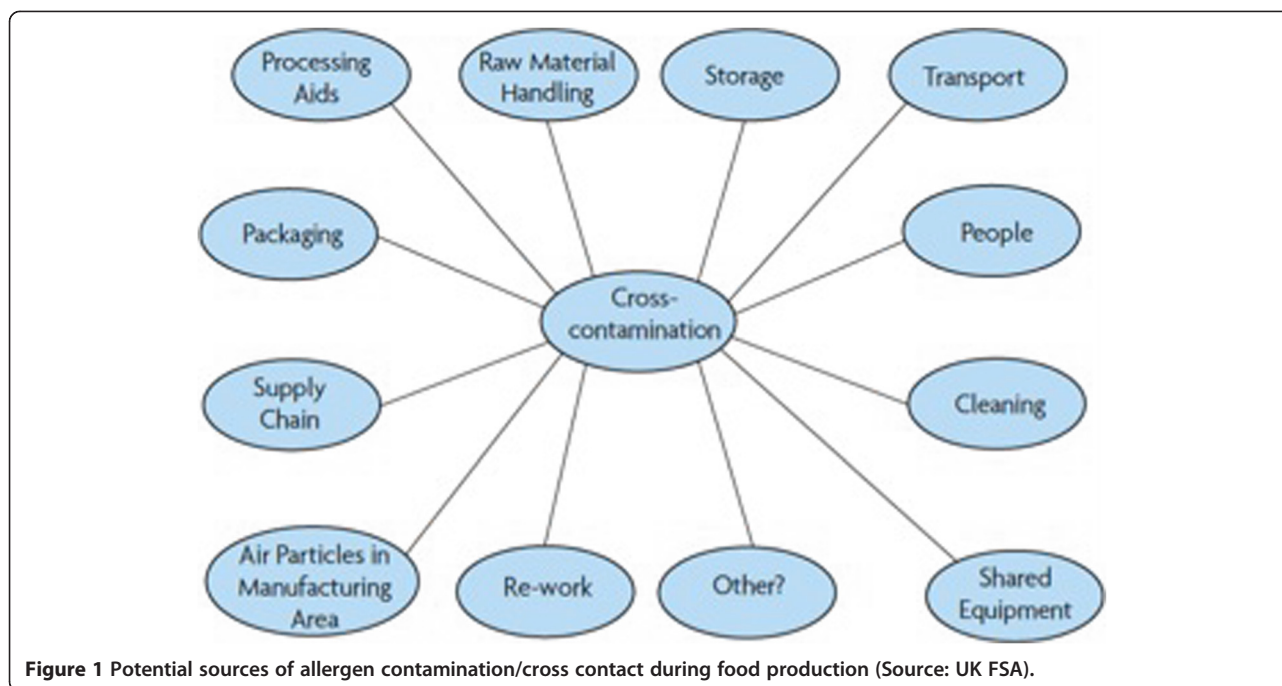 Processing
Aids
Raw Material
Handling
Storage
Transport
Packaging
People
Cross-
contamination
Supply
Chain
Cleaning
Air Particles in
Manufacturing
Area
Re-work
Other?
Shared
Equipment
Figure 1 Potential sources of allergen contamination/cross contact during food production (Source: UK FSA).